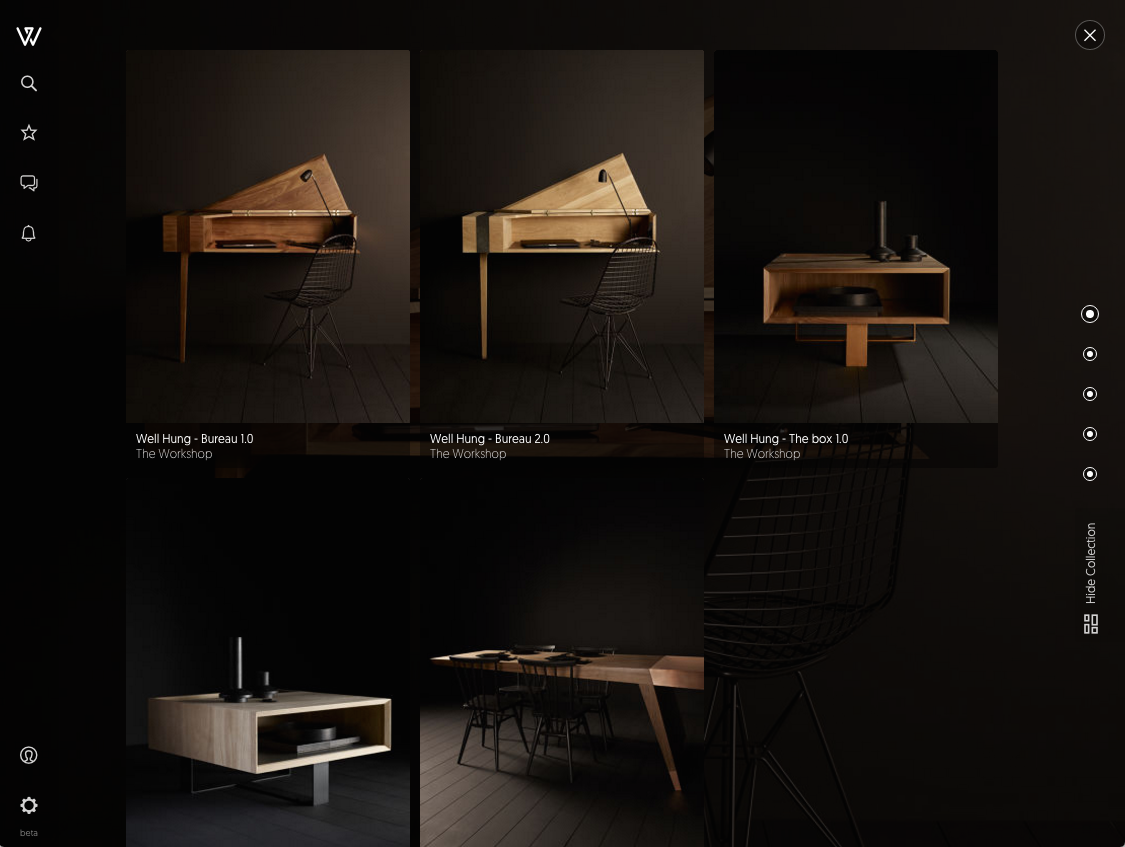 Well Hung - Bureau 1.0
The Workshop
Well Hung - Bureau 2.0
The Workshop
Well Hung - The box 1.0
The Workshop
Hide Collection
beta